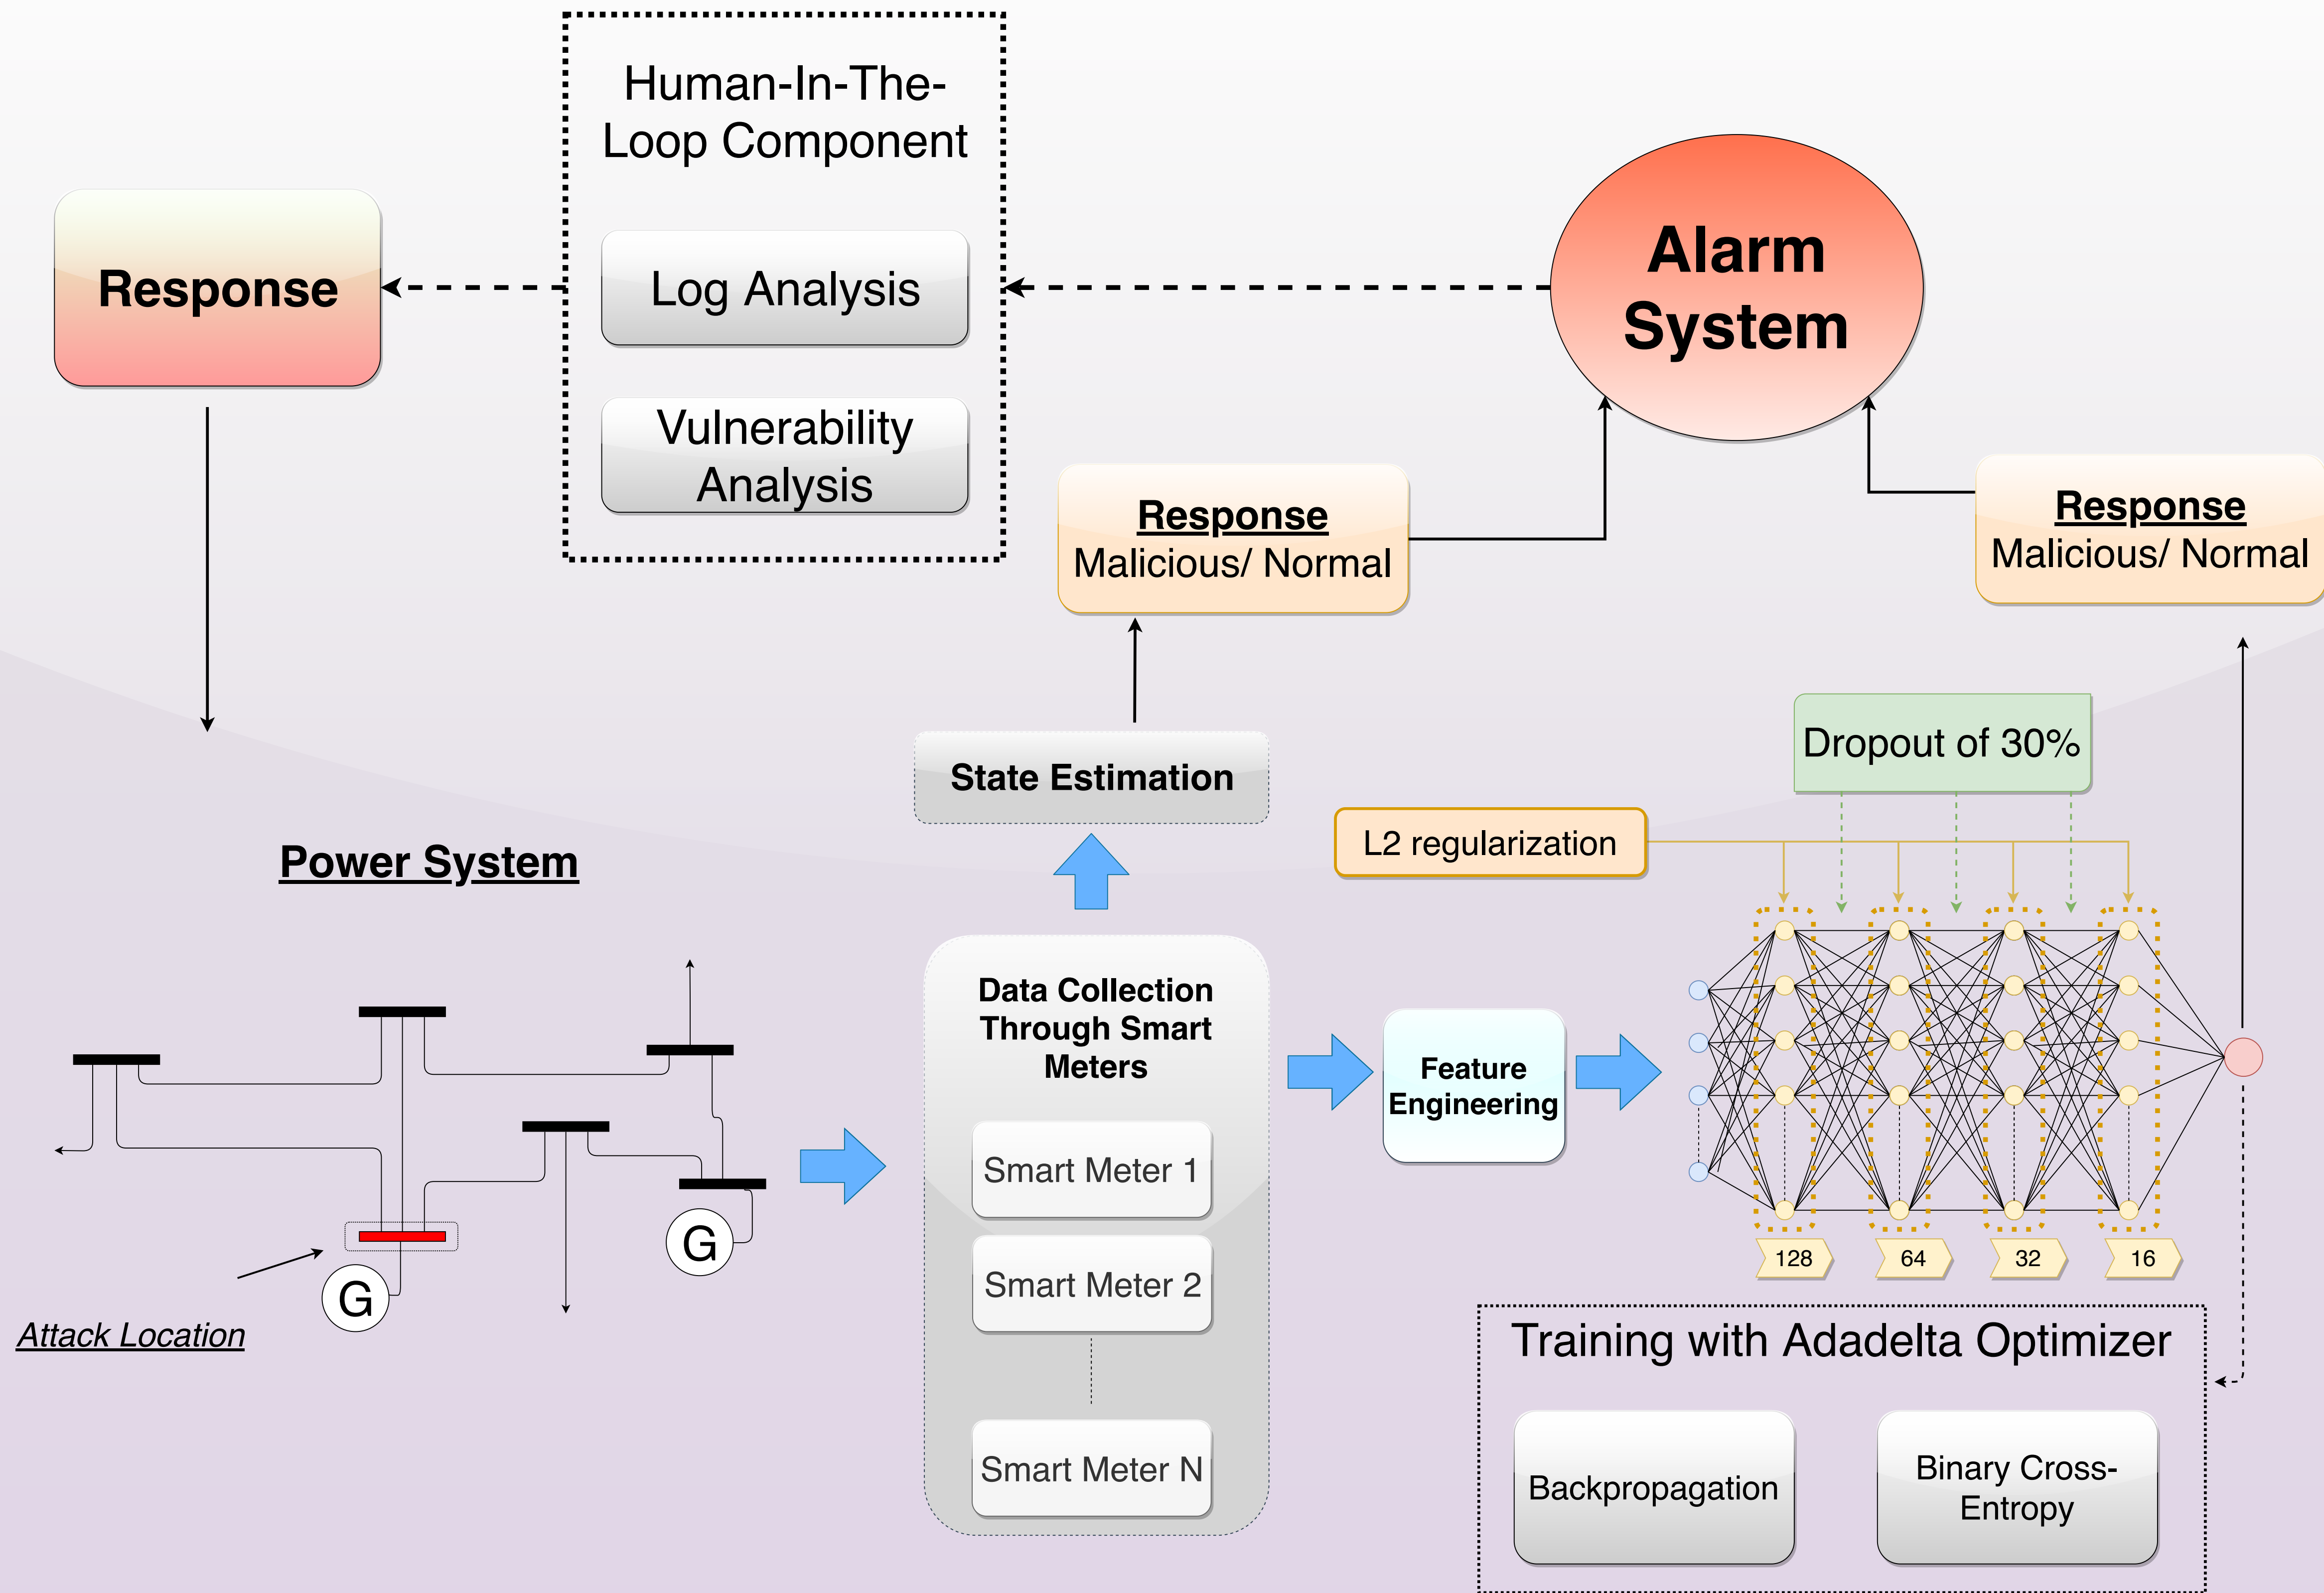 Human-In-The-
Loop Component
Log Analysis
Vulnerability
Analysis
Response
Alarm
System
Response
Malicious/ Normal
Response
Malicious/ Normal
State Estimation
Dropout of 30%
L2 regularization
Power System
G
G
Attack Location
Data Collection
Through Smart
Meters
Smart Meter 1
Smart Meter 2
Smart Meter N
Feature
Engineering
128
64
32
16
Training with Adadelta Optimizer
Backpropagation
Binary Cross-
Entropy